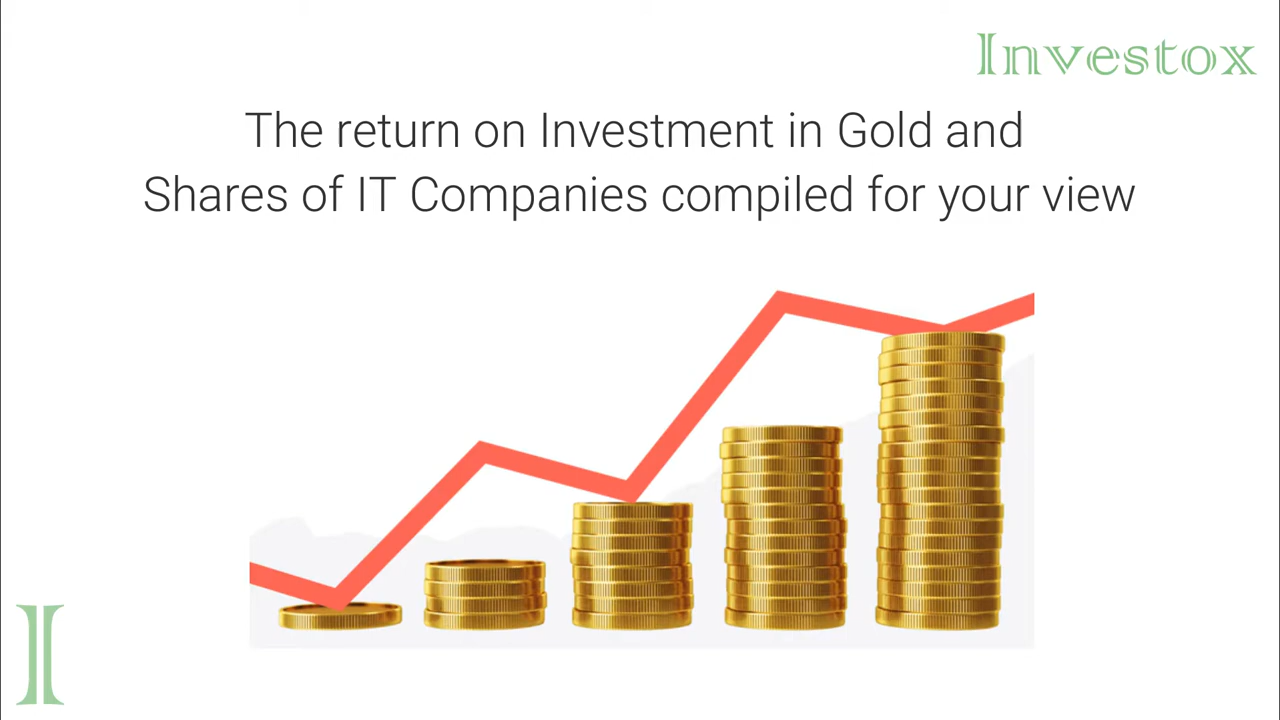 Investox
The return on Investment in Gold and
Shares of IT Companies compiled for your view
I